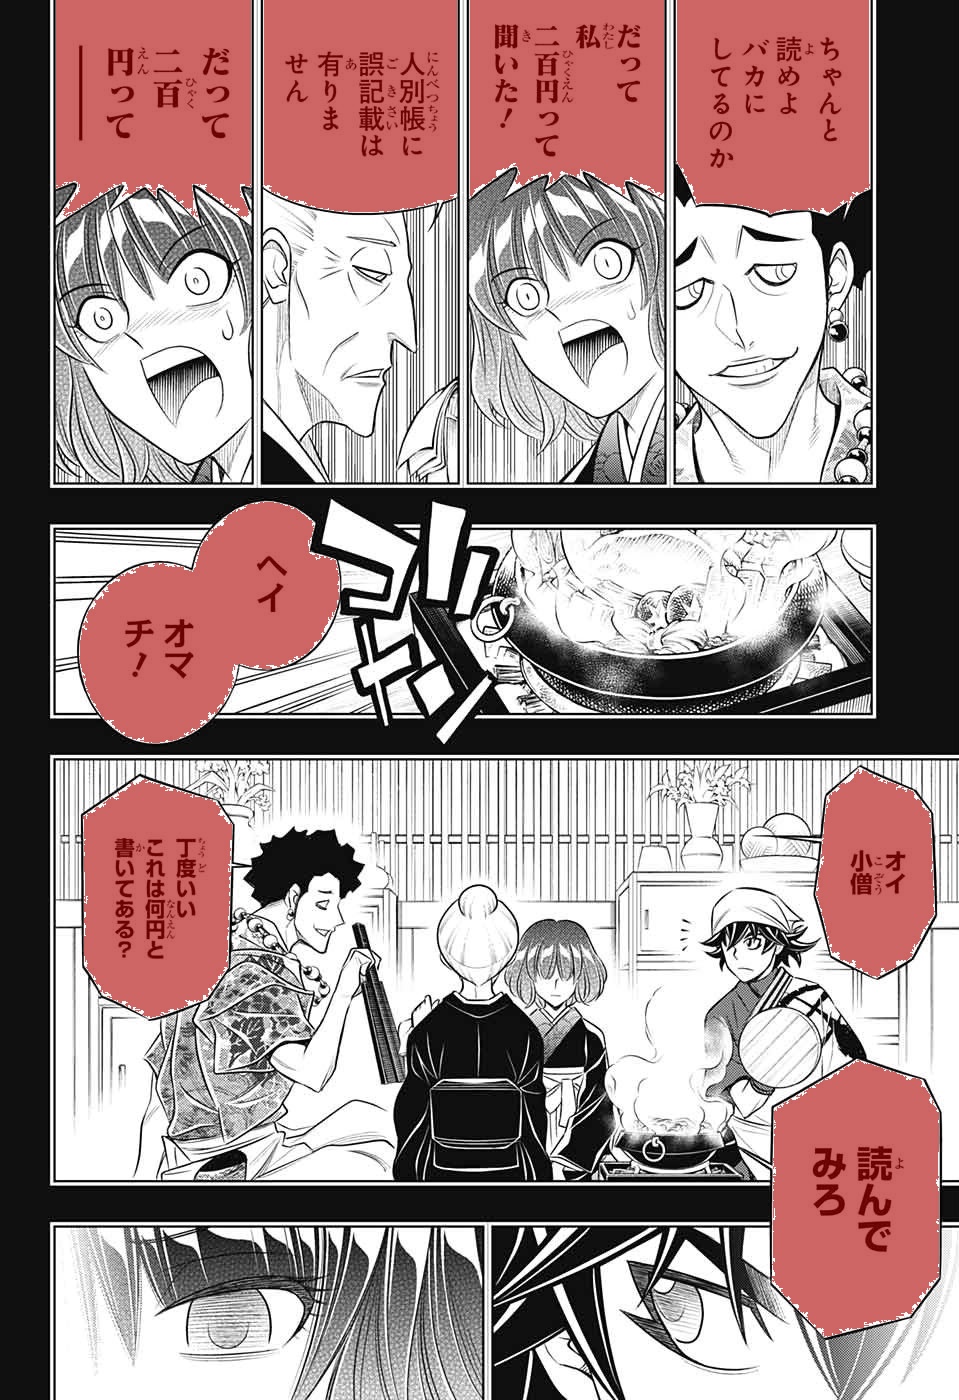 ちゃんと
読めよ
バカに
してるのか
だって
私
二百円って
聞いた！
人別帳に
誤記載は
有りま
せん
だって
二百
円って
──
ゴッ
メン
ヘイ
オマ
チ！
オイ
小僧
丁度いい
これは何円と
書いてある？
読んで
みろ